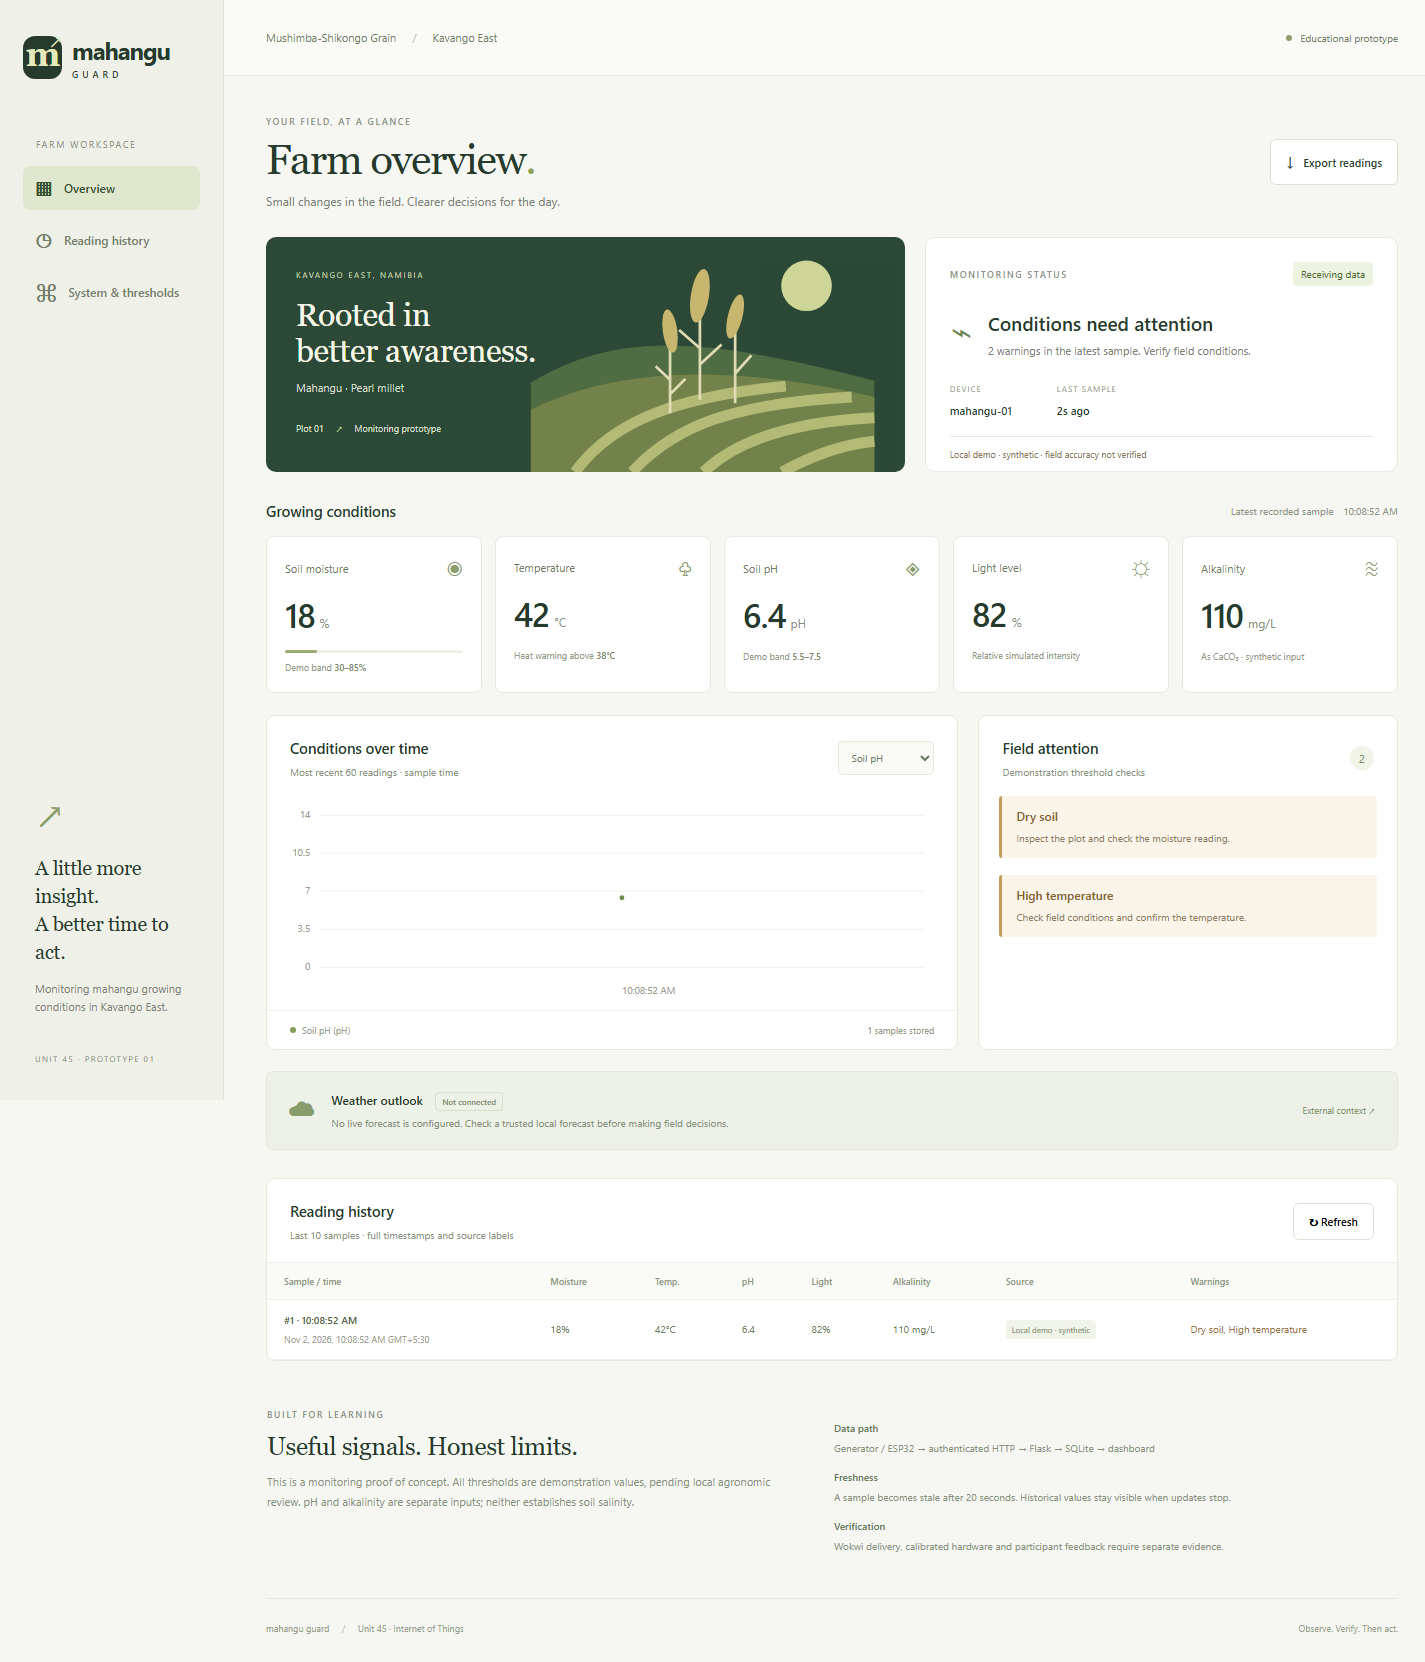 ḿ
mahangu
GUARD
FARM WORKSPACE
Overview
Reading history
System & thresholds
A little more
insight.
A better time to
act.
Monitoring mahangu growing
conditions in Kavango East.
UNIT 45 · PROTOTYPE 01
Mushimba-Shikongo Grain / Kavango East
Educational prototype
YOUR FIELD, AT A GLANCE
Farm overview.
Small changes in the field. Clearer decisions for the day.
↓ Export readings
KAVANGO EAST, NAMIBIA
Rooted in
better awareness.
Mahangu · Pearl millet
Plot 01 ↗ Monitoring prototype
MONITORING STATUS
Receiving data
Conditions need attention
2 warnings in the latest sample. Verify field conditions.
DEVICE LAST SAMPLE
mahangu-01 2s ago
Local demo · synthetic · field accuracy not verified
Growing conditions
Latest recorded sample 10:08:52 AM
Soil moisture
18 %
Demo band 30–85%
Temperature
42 °C
Heat warning above 38°C
Soil pH
6.4 pH
Demo band 5.5–7.5
Light level
82 %
Relative simulated intensity
Alkalinity
110 mg/L
As CaCO₃ · synthetic input
Conditions over time
Most recent 60 readings · sample time
Soil pH
14
10.5
7
3.5
0
10:08:52 AM
Soil pH (pH)
1 samples stored
Field attention
Demonstration threshold checks
2
Dry soil
Inspect the plot and check the moisture reading.
High temperature
Check field conditions and confirm the temperature.
Weather outlook Not connected
No live forecast is configured. Check a trusted local forecast before making field decisions.
External context ↗
Reading history
Last 10 samples · full timestamps and source labels
↻ Refresh
Sample / time Moisture Temp. pH Light Alkalinity Source Warnings
#1 · 10:08:52 AM
Nov 2, 2026, 10:08:52 AM GMT+5:30
18% 42°C 6.4 82% 110 mg/L Local demo · synthetic Dry soil, High temperature
BUILT FOR LEARNING
Useful signals. Honest limits.
This is a monitoring proof of concept. All thresholds are demonstration values, pending local agronomic
review. pH and alkalinity are separate inputs; neither establishes soil salinity.
Data path
Generator / ESP32 → authenticated HTTP → Flask → SQLite → dashboard
Freshness
A sample becomes stale after 20 seconds. Historical values stay visible when updates stop.
Verification
Wokwi delivery, calibrated hardware and participant feedback require separate evidence.
mahangu guard / Unit 45 · Internet of Things
Observe. Verify. Then act.